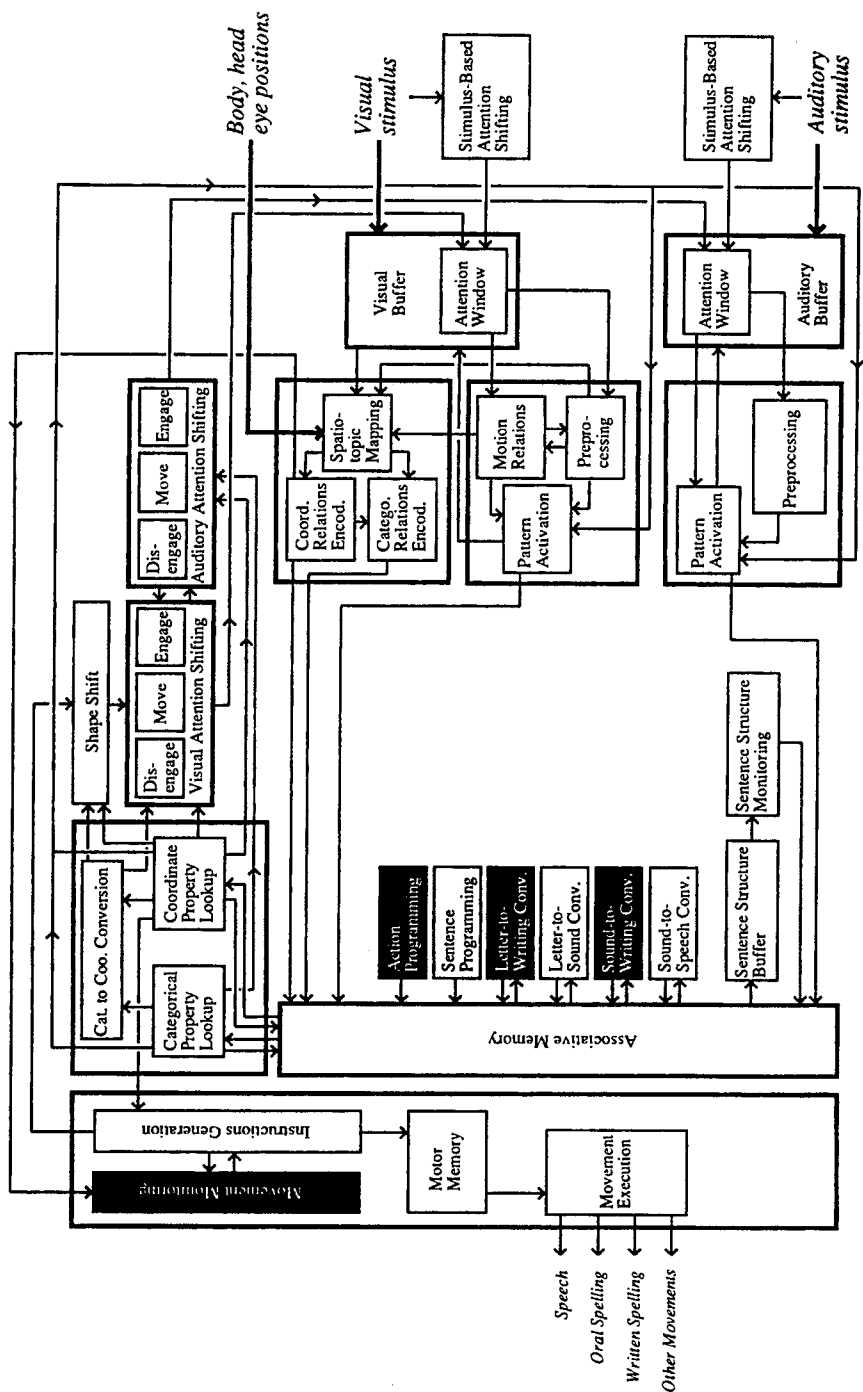 Body, head
eye positions
Visual
stimulus
Stimulus-Based
Attention
Shifting
Stimulus-Based
Attention
Shifting
Auditory
stimulus
Visual
Buffer
Attention
Window
Attention
Window
Auditory
Buffer
Dis-
engage
Move
Engage
Auditory Attention Shifting
Spatio-
topic
Mapping
Coord.
Relations
Encod.
Catego.
Relations
Encod.
Motion
Relations
Prepro-
cessing
Pattern
Activation
Pattern
Activation
Preprocessing
Shape Shift
Dis-
engage
Move
Engage
Visual Attention Shifting
Cat. to Coo. Conversion
Categorical
Property
Lookup
Coordinate
Property
Lookup
Action
Programming
Sentence
Programming
Letter-to-
Writing Conv.
Letter-to-
Sound Conv.
Sound-to-
Writing Conv.
Sound-to-
Speech Conv.
Sentence Structure
Buffer
Sentence Structure
Monitoring
Associative Memory
Instructions Generation
Movement Monitoring
Motor
Memory
Movement
Execution
Speech
Oral Spelling
Written Spelling
Other Movements